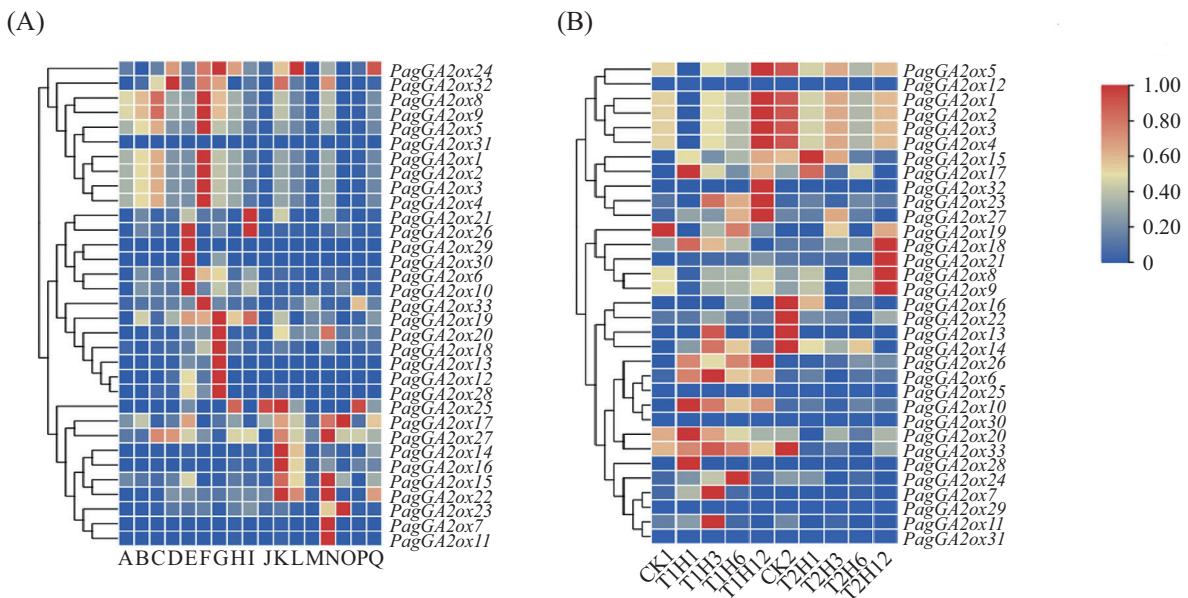 (A)
PagGA2ox24
PagGA2ox32
PagGA2ox8
PagGA2ox9
PagGA2ox5
PagGA2ox31
PagGA2ox1
PagGA2ox2
PagGA2ox3
PagGA2ox4
PagGA2ox21
PagGA2ox26
PagGA2ox29
PagGA2ox30
PagGA2ox6
PagGA2ox10
PagGA2ox33
PagGA2ox19
PagGA2ox20
PagGA2ox18
PagGA2ox13
PagGA2ox12
PagGA2ox28
PagGA2ox25
PagGA2ox17
PagGA2ox27
PagGA2ox14
PagGA2ox16
PagGA2ox15
PagGA2ox22
PagGA2ox23
PagGA2ox7
PagGA2ox11
A B C D E F G H I J K L M N O P Q
(B)
PagGA2ox5
PagGA2ox12
PagGA2ox1
PagGA2ox2
PagGA2ox3
PagGA2ox4
PagGA2ox15
PagGA2ox17
PagGA2ox32
PagGA2ox23
PagGA2ox27
PagGA2ox19
PagGA2ox18
PagGA2ox21
PagGA2ox8
PagGA2ox9
PagGA2ox16
PagGA2ox22
PagGA2ox13
PagGA2ox14
PagGA2ox26
PagGA2ox6
PagGA2ox25
PagGA2ox10
PagGA2ox30
PagGA2ox20
PagGA2ox33
PagGA2ox28
PagGA2ox24
PagGA2ox7
PagGA2ox29
PagGA2ox11
PagGA2ox31
CK1 T1H1 T1H3 T1H6 T1H12 CK2 T2H1 T2H3 T2H6 T2H12
1.00
0.80
0.60
0.40
0.20
0